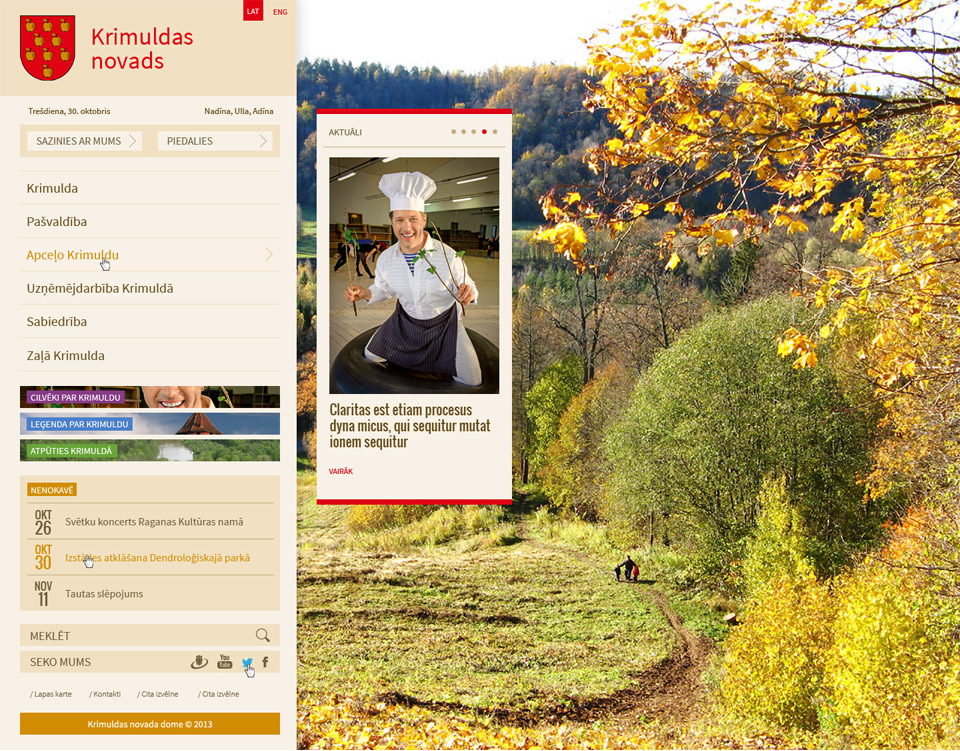 LAT ENG
Krimuldas
novads
Trešdiena, 30. oktobris Nadīna, Ulla, Adīna
SAZINIES AR MUMS PIEDALIES
Krimulda
Pašvaldība
Apceļo Krimuldu
Uzņēmējdarbība Krimuldā
Sabiedrība
Zaļā Krimulda
CILVĒKI PAR KRIMULDU
LEĢENDA PAR KRIMULDU
ATPŪTIES KRIMULDĀ
NENOKAVĒ
OKT
26 Svētku koncerts Raganas Kultūras namā
OKT
30 Izstādes atklāšana Dendroloģiskajā parkā
NOV
11 Tautas slēpojums
MEKLĒT
SEKO MUMS You Tube f
/ Lapas karte / Kontakti / Cita izvēlne / Cita izvēlne
Krimuldas novada dome © 2013
AKTUĀLI
Claritas est etiam procesus
dyna micus, qui sequitur mutat
ionem sequitur
VAIRĀK